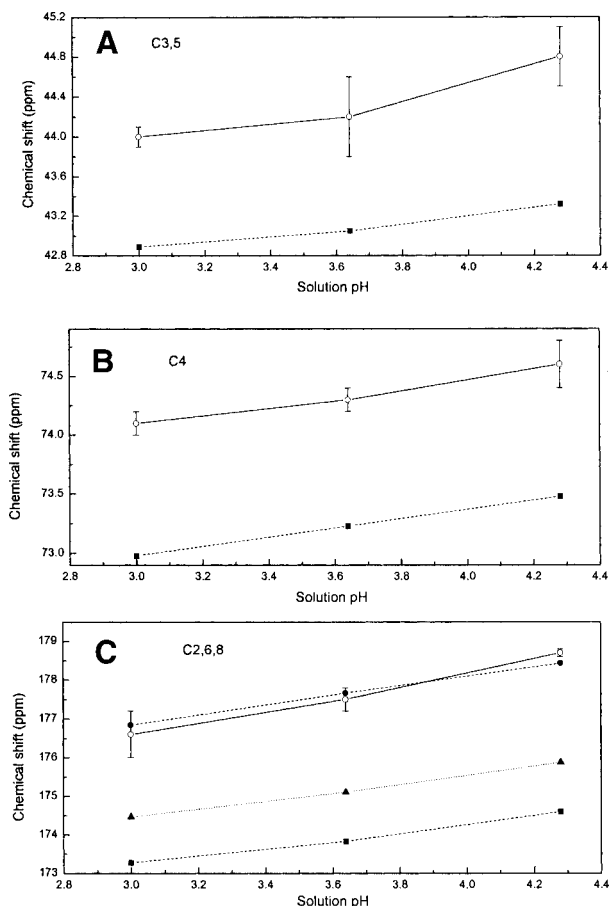 A
C3,5
Chemical shift (ppm)
45.2
44.8
44.4
44.0
43.6
43.2
42.8
2.8 3.0 3.2 3.4 3.6 3.8 4.0 4.2 4.4
Solution pH
B
C4
Chemical shift (ppm)
74.5
74.0
73.5
73.0
2.8 3.0 3.2 3.4 3.6 3.8 4.0 4.2 4.4
Solution pH
C
C2,6,8
Chemical shift (ppm)
179
178
177
176
175
174
173
2.8 3.0 3.2 3.4 3.6 3.8 4.0 4.2 4.4
Solution pH